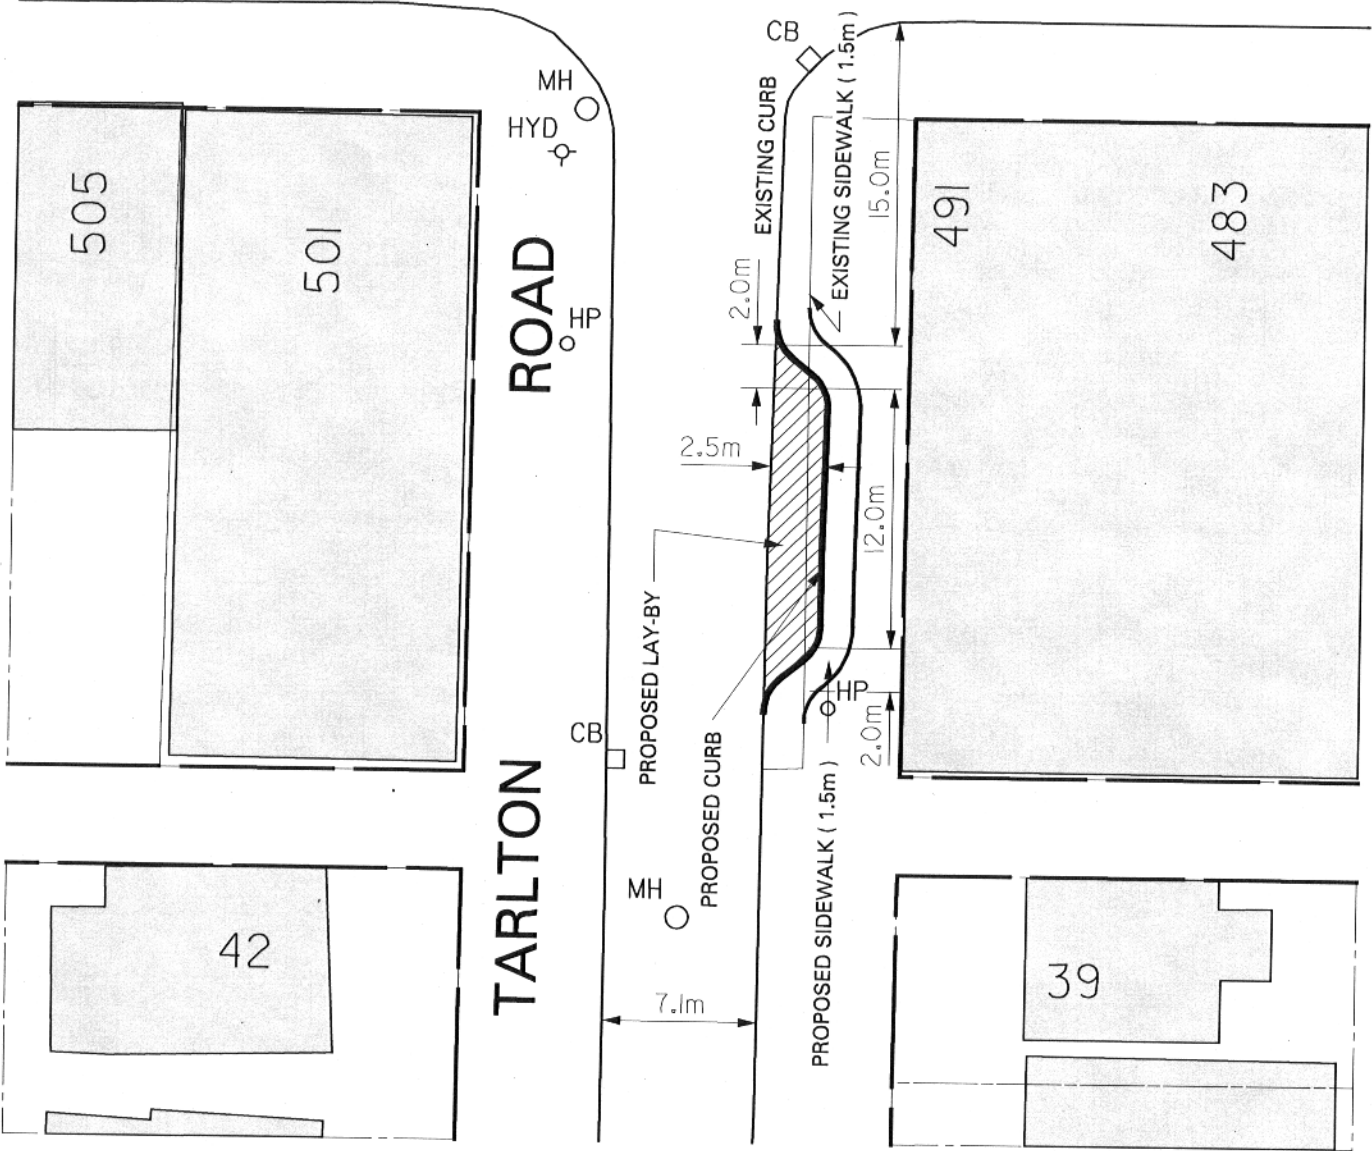 CB
MH
HYD
EXISTING CURB
EXISTING SIDEWALK ( 1.5m )
15.0m
505
501
491
483
2.0m
HP
ROAD
2.5m
12.0m
PROPOSED LAY-BY
HP
2.0m
CB
PROPOSED CURB
TARLTON
PROPOSED SIDEWALK ( 1.5m )
MH
42
39
7.1m